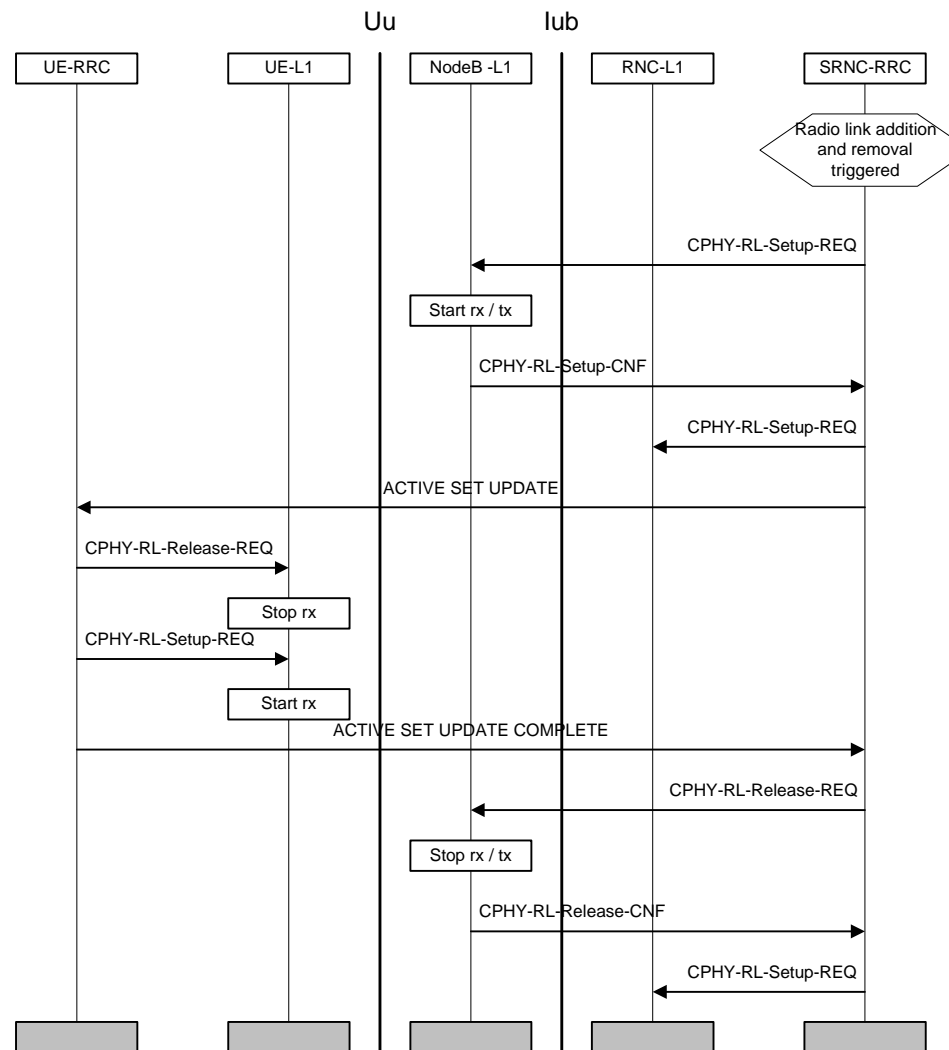 Uu
Iub
UE-RRC
UE-L1
NodeB -L1
RNC-L1
SRNC-RRC
Radio link addition
and removal
triggered
CPHY-RL-Setup-REQ
Start rx / tx
CPHY-RL-Setup-CNF
CPHY-RL-Setup-REQ
ACTIVE SET UPDATE
CPHY-RL-Release-REQ
Stop rx
CPHY-RL-Setup-REQ
Start rx
ACTIVE SET UPDATE COMPLETE
CPHY-RL-Release-REQ
Stop rx / tx
CPHY-RL-Release-CNF
CPHY-RL-Setup-REQ